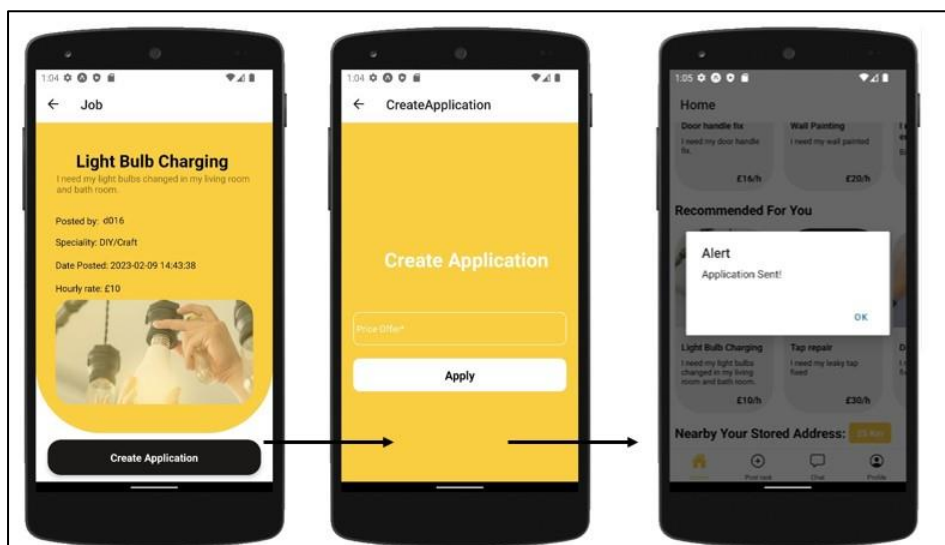 1:04
Job
Light Bulb Charging
I need my light bulbs changed in my living room
and bath room.
Posted by: d016
Speciality: DIY/Craft
Date Posted: 2023-02-09 14:43:38
Hourly rate: £10
Create Application
1:04
CreateApplication
Create Application
Price Offer*
Apply
1:05
Home
Door handle fix
I need my door handle
fix.
£16/h
Wall Painting
I need my wall painted
£20/h
Recommended For You
Alert
Application Sent!
OK
Light Bulb Charging
I need my light bulbs
changed in my living
room and bath room.
£10/h
Tap repair
I need my leaky tap
fixed
£30/h
Nearby Your Stored Address:
Post task
Chat
Profile